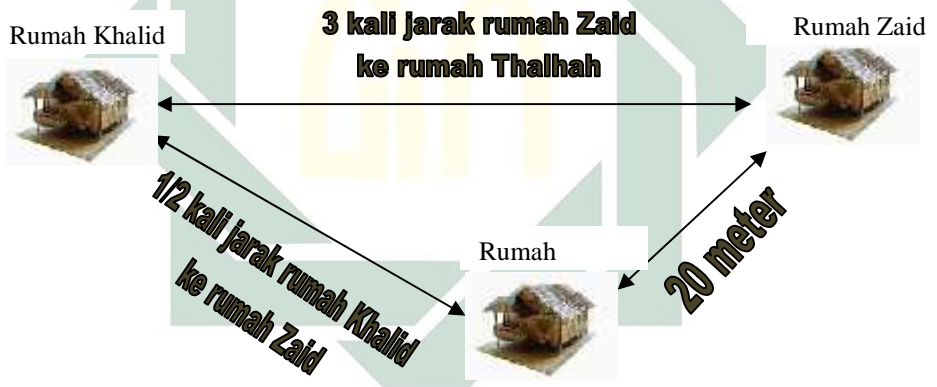 Rumah Khalid
3 kali jarak rumah Zaid
ke rumah Thalhah
Rumah Zaid
1/2 kali jarak rumah Khalid
ke rumah Zaid
Rumah
20 meter